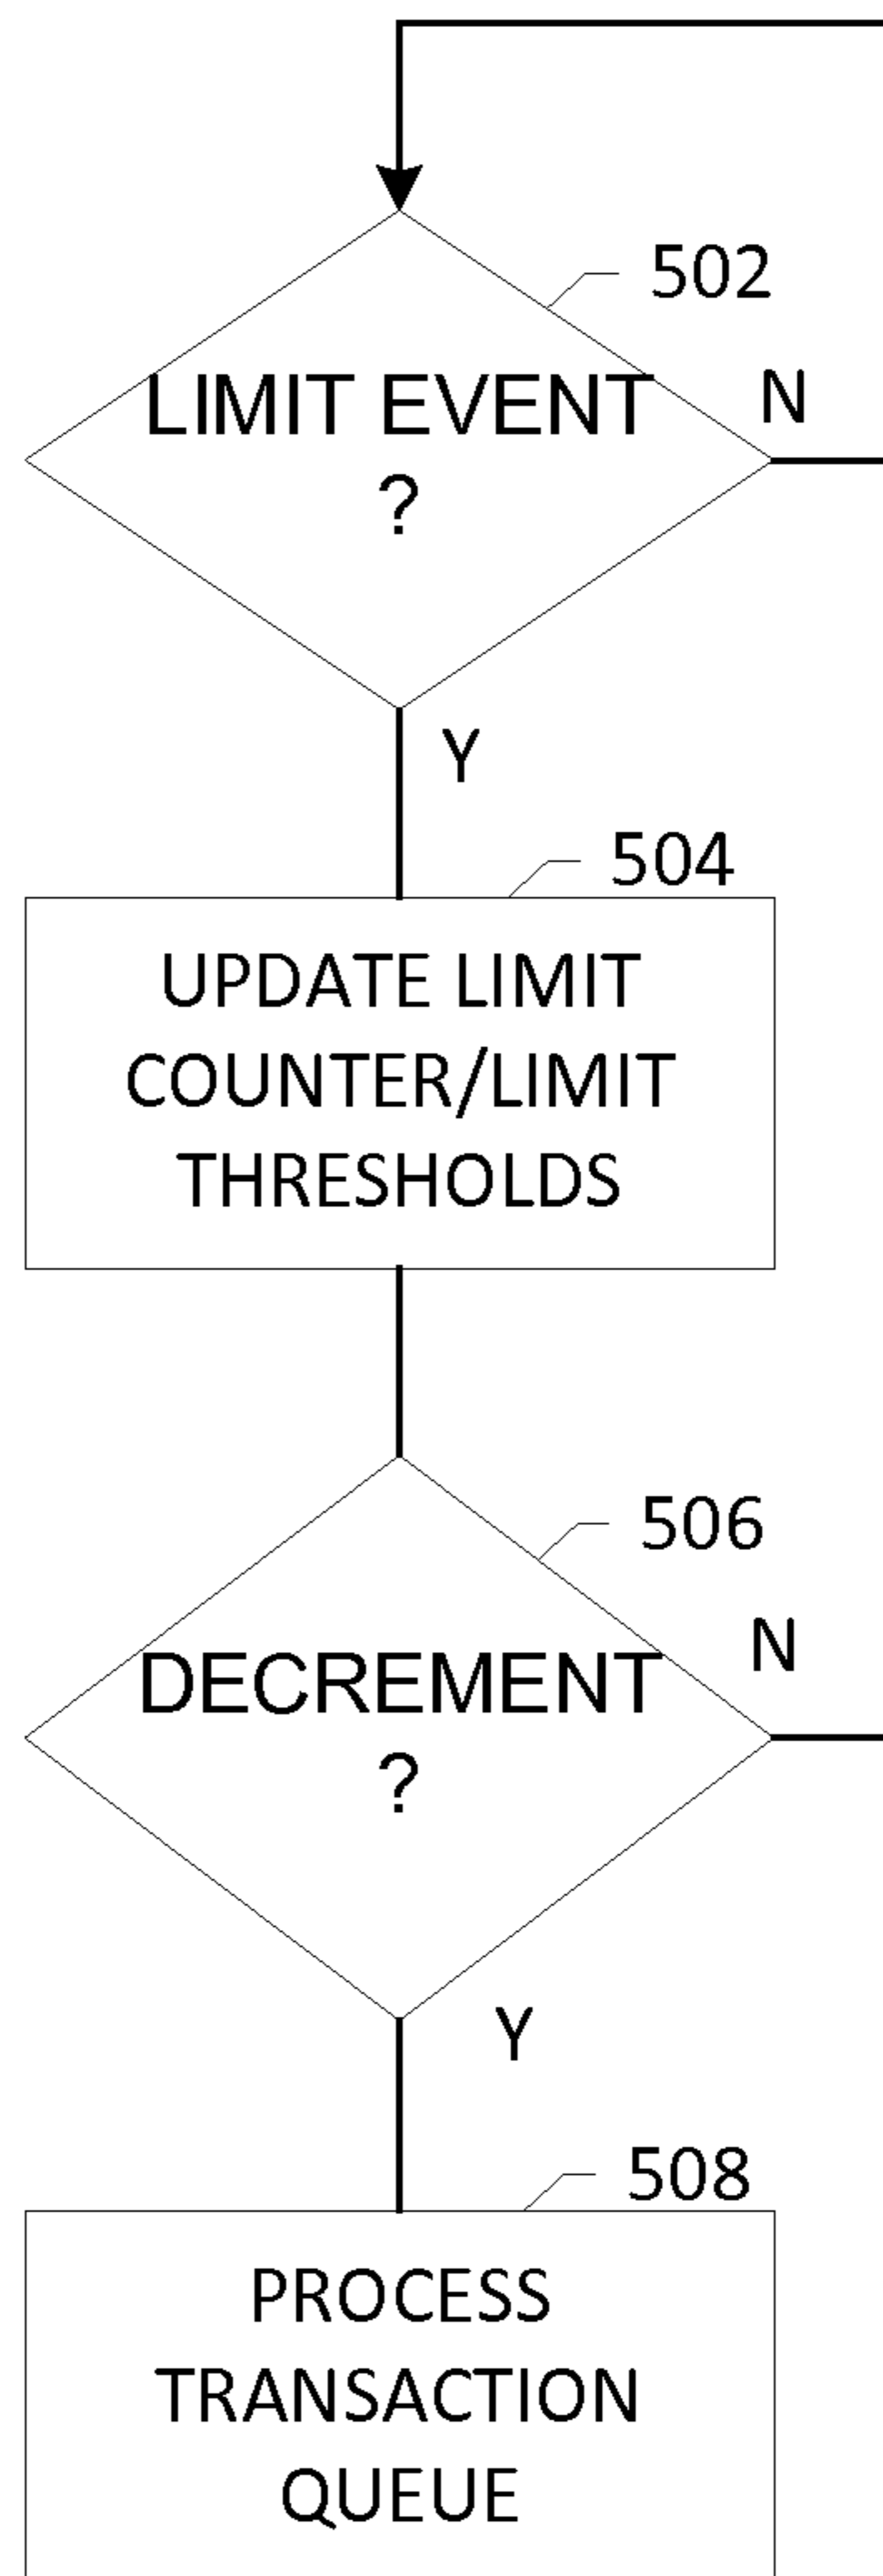 502
LIMIT EVENT
?
N
Y
504
UPDATE LIMIT
COUNTER/LIMIT
THRESHOLDS
506
DECREMENT
?
N
Y
508
PROCESS
TRANSACTION
QUEUE